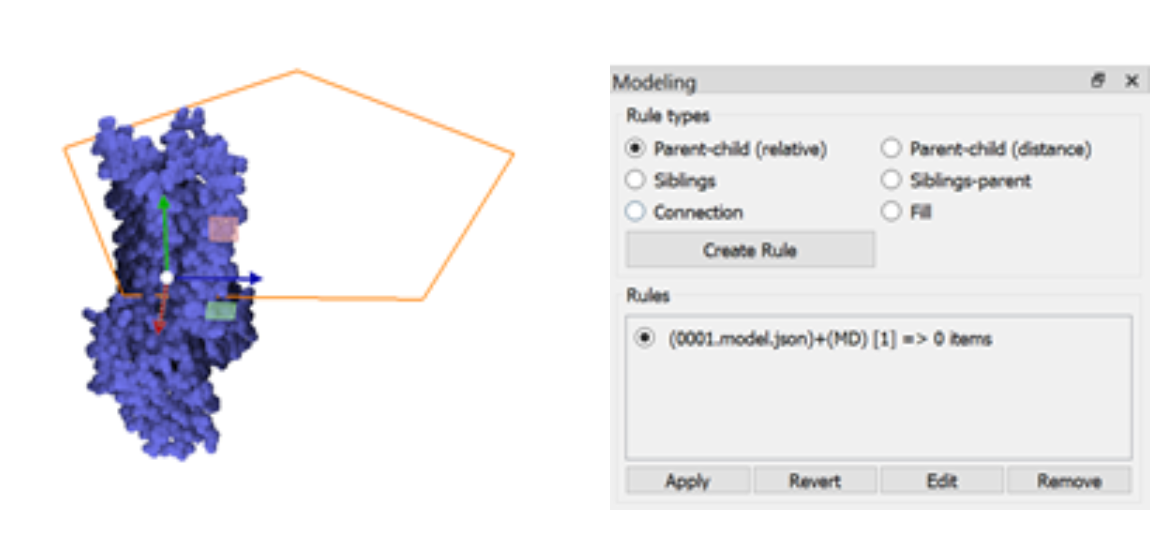 Modeling
Rule types
Parent-child (relative) Parent-child (distance)
Siblings Siblings-parent
Connection Fill
Create Rule
Rules
(0001.model.json)+(MD) [1] => 0 items
Apply Revert Edit Remove